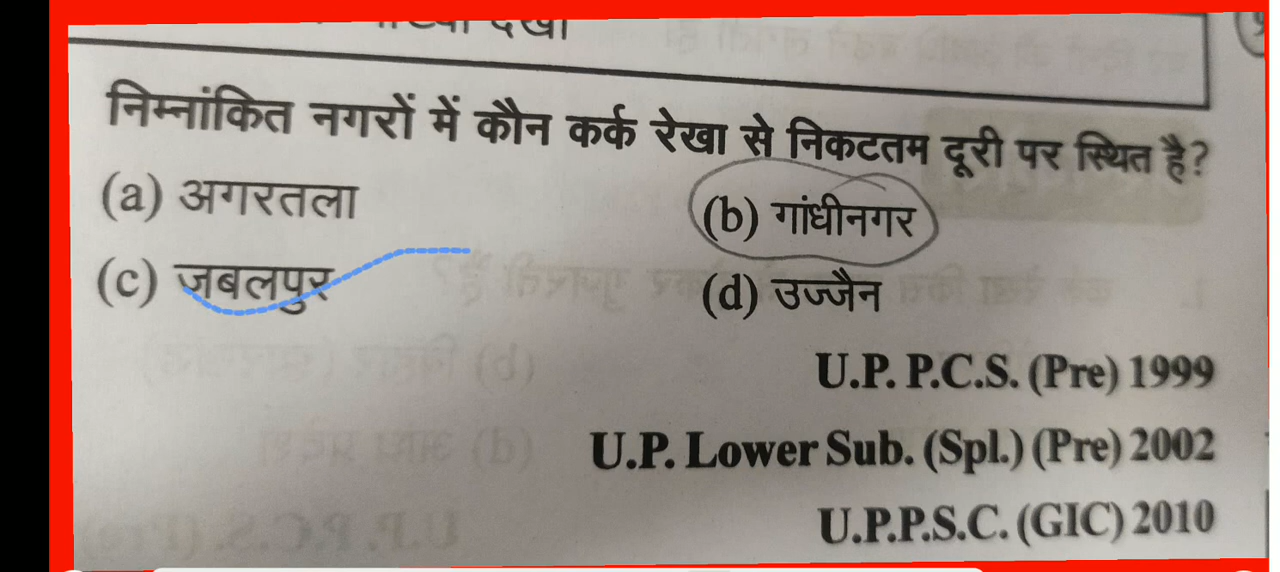 निम्नांकित नगरों में कौन कर्क रेखा से निकटतम दूरी पर स्थित है?
(a) अगरतला (b) गांधीनगर
(c) जबलपुर (d) उज्जैन
U.P. P.C.S. (Pre) 1999
U.P. Lower Sub. (Spl.) (Pre) 2002
U.P.P.S.C. (GIC) 2010